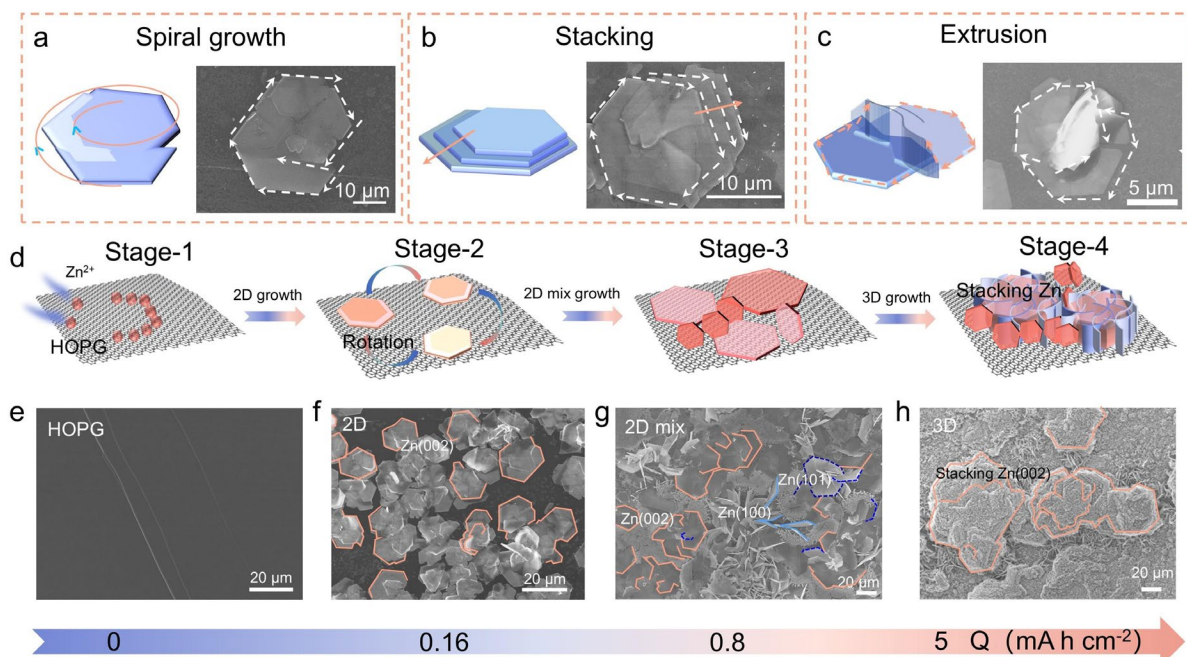 a Spiral growth
10 μm
b Stacking
10 μm
c Extrusion
5 μm
d Stage-1
Zn²⁺
HOPG
2D growth
Stage-2
Rotation
2D mix growth
Stage-3
3D growth
Stage-4
Stacking Zn
e HOPG
20 μm
f 2D
Zn(002)
20 μm
g 2D mix
Zn(101)
Zn(002)
Zn(100)
20 μm
h 3D
Stacking Zn(002)
20 μm
0 0.16 0.8 5 Q (mA h cm⁻²)